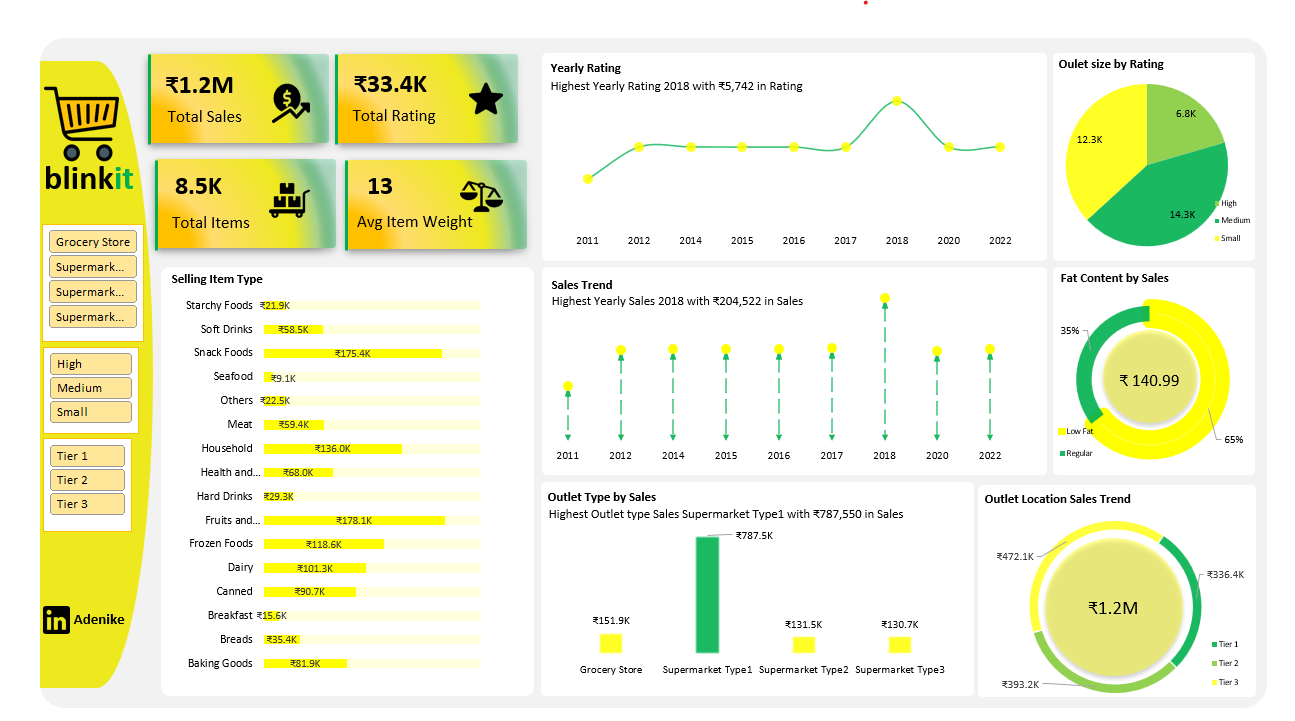 blinkit
Grocery Store
Supermark...
Supermark...
Supermark...
High
Medium
Small
Tier 1
Tier 2
Tier 3
in Adenike
₹1.2M
Total Sales
₹33.4K
Total Rating
8.5K
Total Items
13
Avg Item Weight
Selling Item Type
Starchy Foods ₹21.9K
Soft Drinks ₹58.5K
Snack Foods ₹175.4K
Seafood ₹9.1K
Others ₹22.5K
Meat ₹59.4K
Household ₹136.0K
Health and... ₹68.0K
Hard Drinks ₹29.3K
Fruits and... ₹178.1K
Frozen Foods ₹118.6K
Dairy ₹101.3K
Canned ₹90.7K
Breakfast ₹15.6K
Breads ₹35.4K
Baking Goods ₹81.9K
Yearly Rating
Highest Yearly Rating 2018 with ₹5,742 in Rating
2011 2012 2014 2015 2016 2017 2018 2020 2022
Oulet size by Rating
6.8K
12.3K
14.3K
High
Medium
Small
Sales Trend
Highest Yearly Sales 2018 with ₹204,522 in Sales
2011 2012 2014 2015 2016 2017 2018 2020 2022
Fat Content by Sales
35%
₹ 140.99
65%
Low Fat
Regular
Outlet Type by Sales
Highest Outlet type Sales Supermarket Type1 with ₹787,550 in Sales
₹787.5K
₹151.9K
₹131.5K
₹130.7K
Grocery Store Supermarket Type1 Supermarket Type2 Supermarket Type3
Outlet Location Sales Trend
₹472.1K
₹336.4K
₹1.2M
₹393.2K
Tier 1
Tier 2
Tier 3